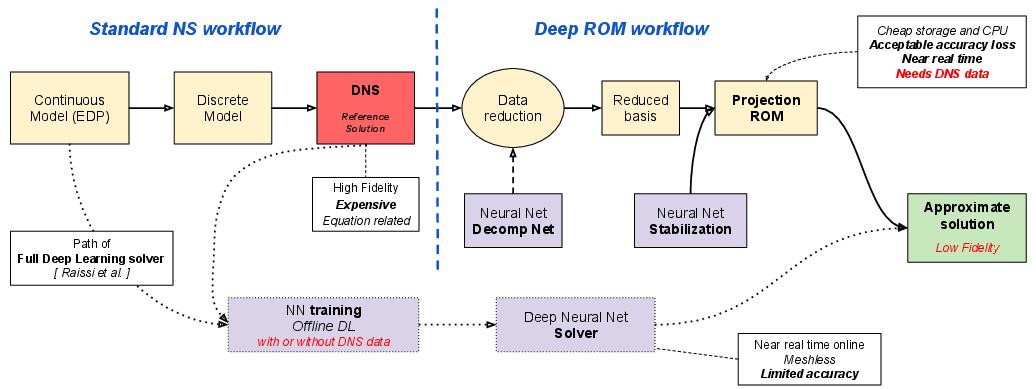 Standard NS workflow
Deep ROM workflow
Cheap storage and CPU
Acceptable accuracy loss
Near real time
Needs DNS data
Continuous
Model (EDP)
Discrete
Model
DNS
Reference
Solution
Data
reduction
Reduced
basis
Projection
ROM
High Fidelity
Expensive
Equation related
Neural Net
Decomp Net
Neural Net
Stabilization
Approximate
solution
Low Fidelity
Path of
Full Deep Learning solver
[ Raissi et al. ]
NN training
Offline DL
with or without DNS data
Deep Neural Net
Solver
Near real time online
Meshless
Limited accuracy